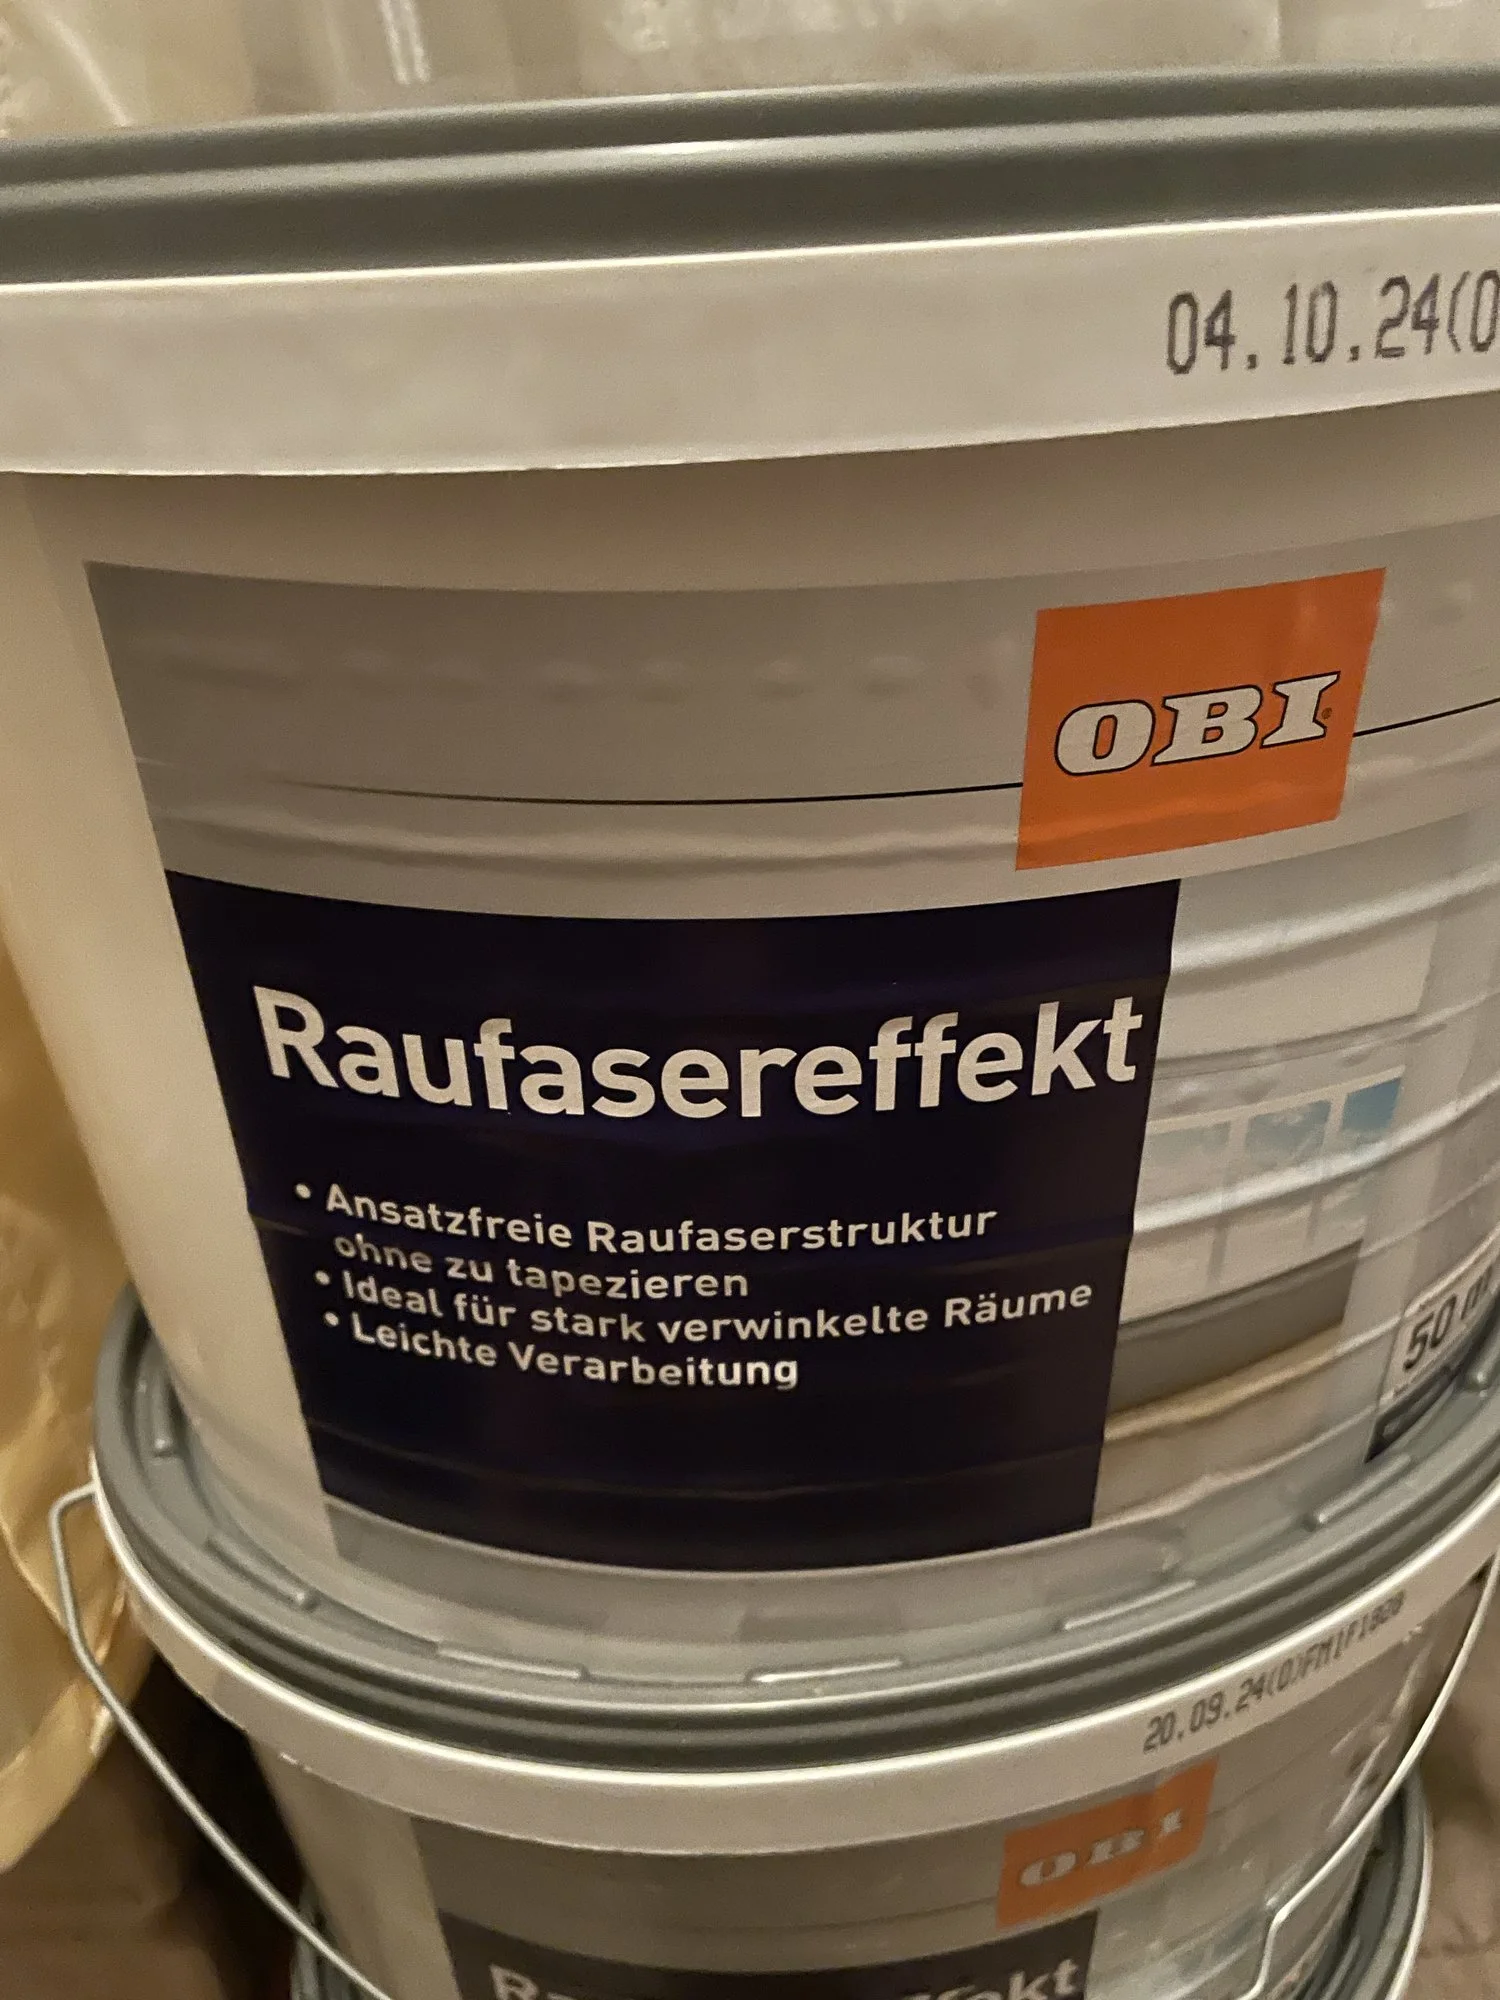 04.10.24(0
OBI
Raufasereffekt
• Ansatzfreie Raufaserstruktur
ohne zu tapezieren
• Ideal für stark verwinkelte Räume
• Leichte Verarbeitung
50
20.09.24(0)FM1F1820
OBI